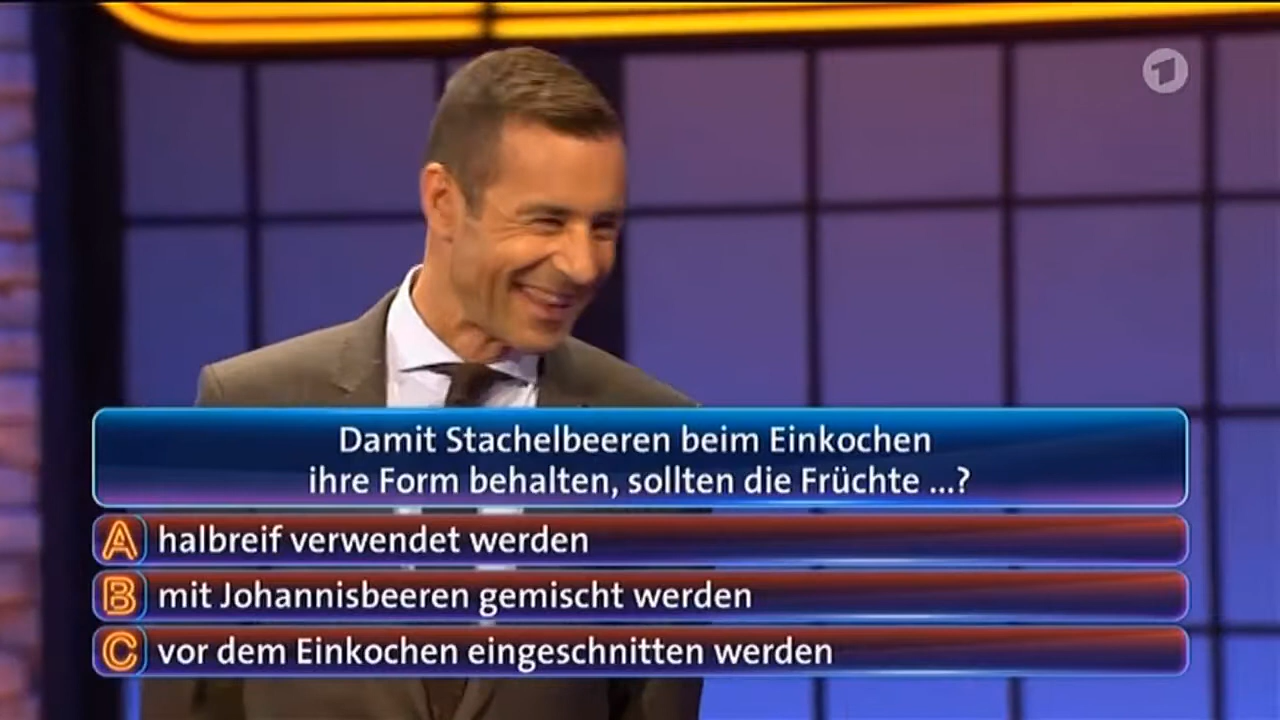 1
Damit Stachelbeeren beim Einkochen
ihre Form behalten, sollten die Früchte ...?
A halbreif verwendet werden
B mit Johannisbeeren gemischt werden
C vor dem Einkochen eingeschnitten werden